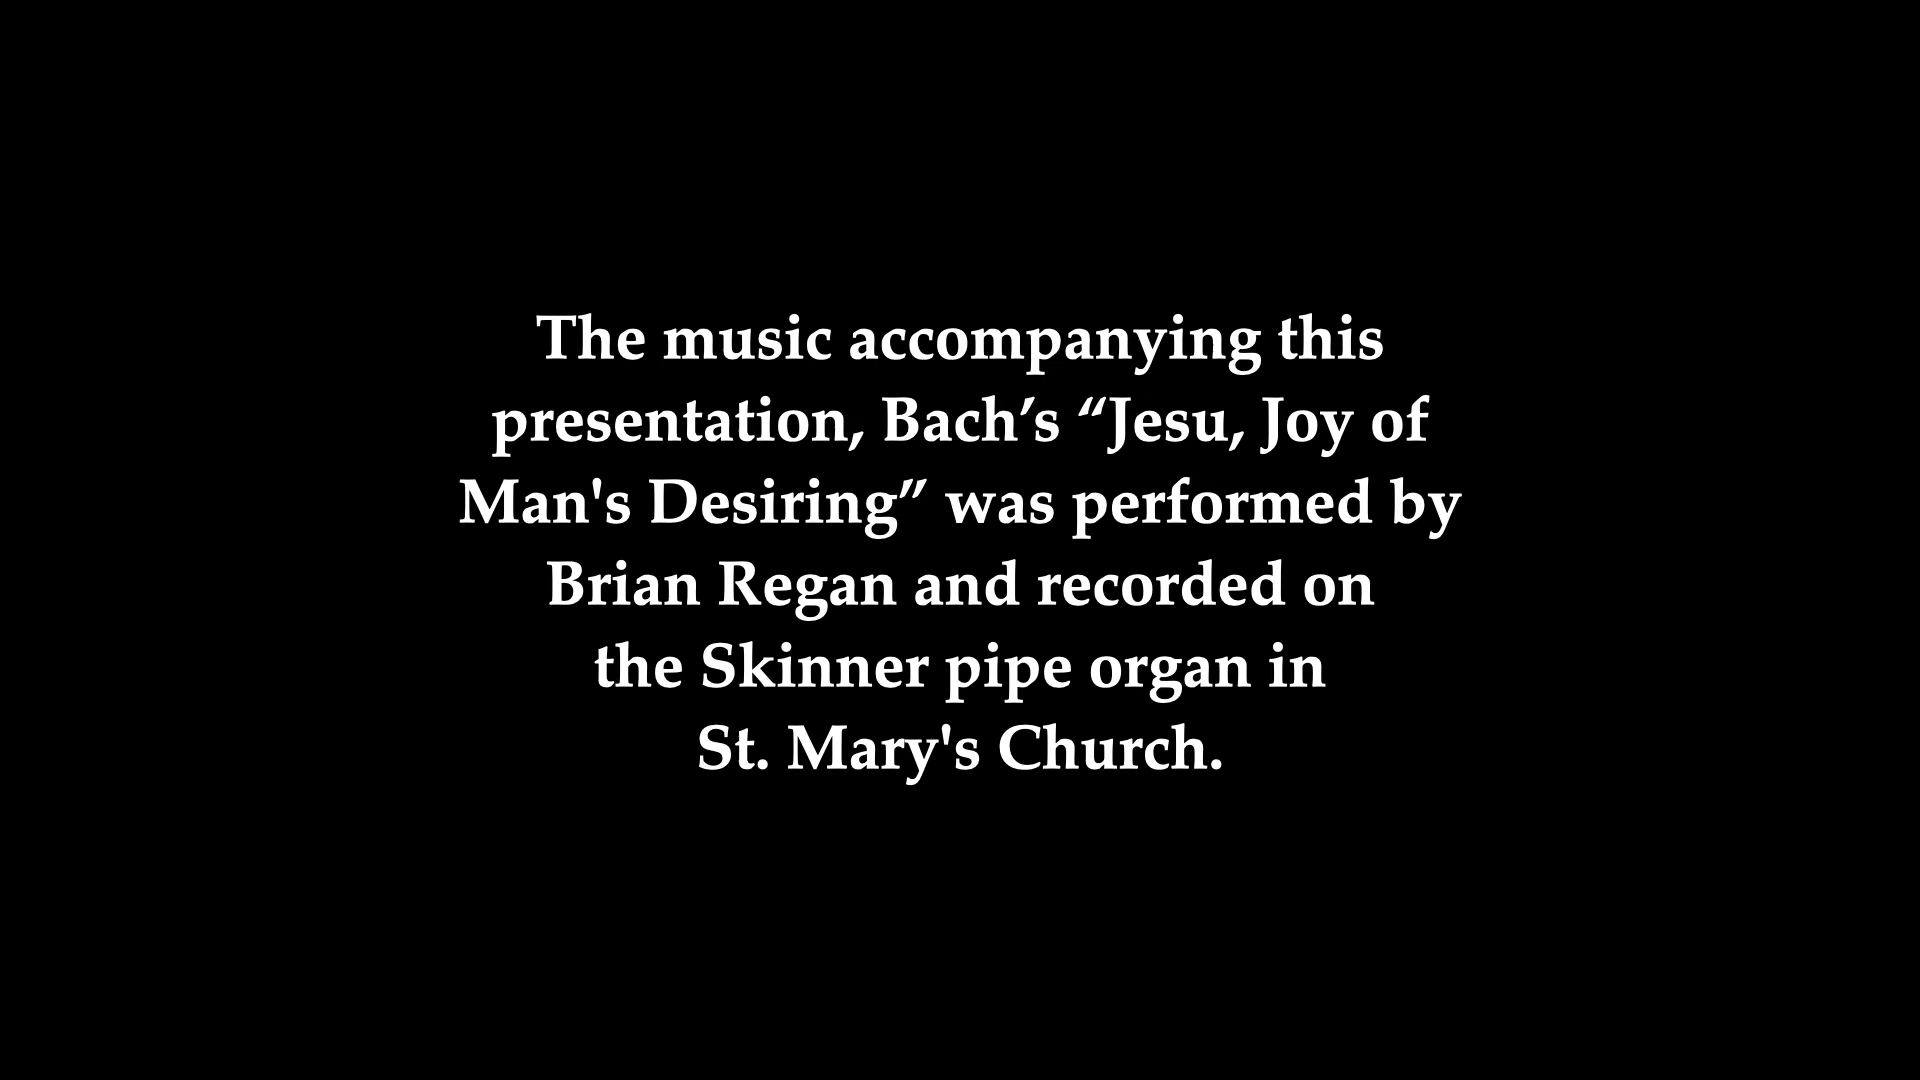 The music accompanying this
presentation, Bach’s “Jesu, Joy of
Man's Desiring” was performed by
Brian Regan and recorded on
the Skinner pipe organ in
St. Mary's Church.